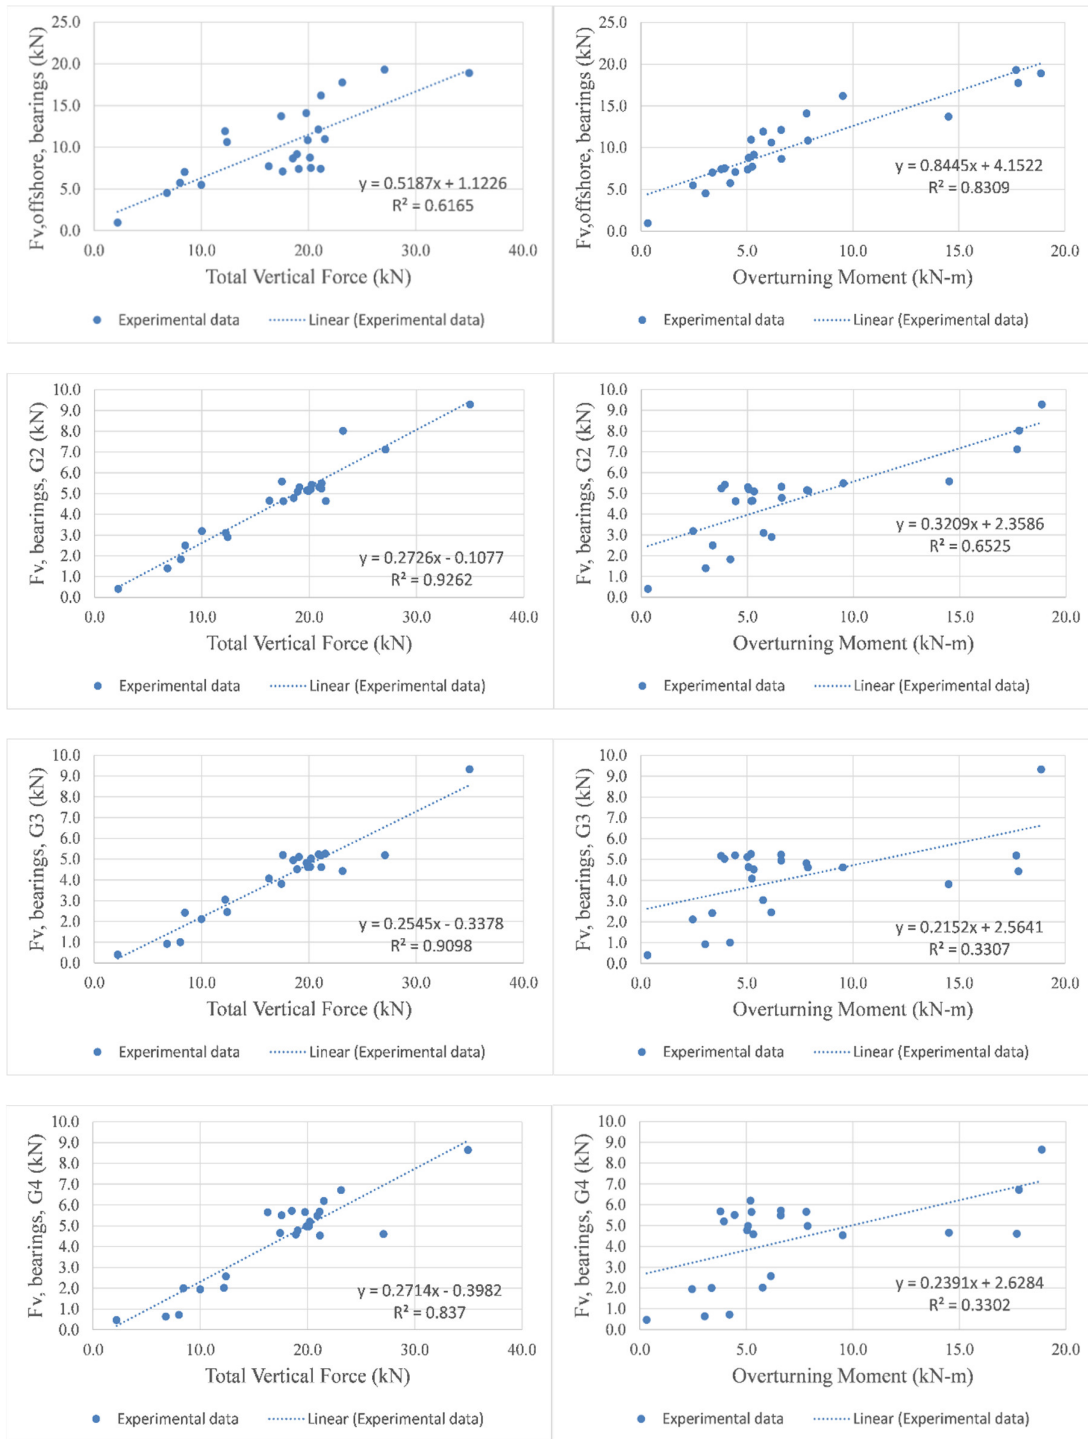 Fv,offshore, bearings (kN)
25.0
20.0
15.0
10.0
5.0
0.0
y = 0.5187x + 1.1226
R² = 0.6165
0.0 10.0 20.0 30.0 40.0
Total Vertical Force (kN)
Experimental data Linear (Experimental data)
Fv,offshore, bearings (kN)
25.0
20.0
15.0
10.0
5.0
0.0
y = 0.8445x + 4.1522
R² = 0.8309
0.0 5.0 10.0 15.0 20.0
Overturning Moment (kN-m)
Experimental data Linear (Experimental data)
Fv, bearings, G2 (kN)
10.0
9.0
8.0
7.0
6.0
5.0
4.0
3.0
2.0
1.0
0.0
y = 0.2726x - 0.1077
R² = 0.9262
0.0 10.0 20.0 30.0 40.0
Total Vertical Force (kN)
Experimental data Linear (Experimental data)
Fv, bearings, G2 (kN)
10.0
9.0
8.0
7.0
6.0
5.0
4.0
3.0
2.0
1.0
0.0
y = 0.3209x + 2.3586
R² = 0.6525
0.0 5.0 10.0 15.0 20.0
Overturning Moment (kN-m)
Experimental data Linear (Experimental data)
Fv, bearings, G3 (kN)
10.0
9.0
8.0
7.0
6.0
5.0
4.0
3.0
2.0
1.0
0.0
y = 0.2545x - 0.3378
R² = 0.9098
0.0 10.0 20.0 30.0 40.0
Total Vertical Force (kN)
Experimental data Linear (Experimental data)
Fv, bearings, G3 (kN)
10.0
9.0
8.0
7.0
6.0
5.0
4.0
3.0
2.0
1.0
0.0
y = 0.2152x + 2.5641
R² = 0.3307
0.0 5.0 10.0 15.0 20.0
Overturning Moment (kN-m)
Experimental data Linear (Experimental data)
Fv, bearings, G4 (kN)
10.0
9.0
8.0
7.0
6.0
5.0
4.0
3.0
2.0
1.0
0.0
y = 0.2714x - 0.3982
R² = 0.837
0.0 10.0 20.0 30.0 40.0
Total Vertical Force (kN)
Experimental data Linear (Experimental data)
Fv, bearings, G4 (kN)
10.0
9.0
8.0
7.0
6.0
5.0
4.0
3.0
2.0
1.0
0.0
y = 0.2391x + 2.6284
R² = 0.3302
0.0 5.0 10.0 15.0 20.0
Overturning Moment (kN-m)
Experimental data Linear (Experimental data)